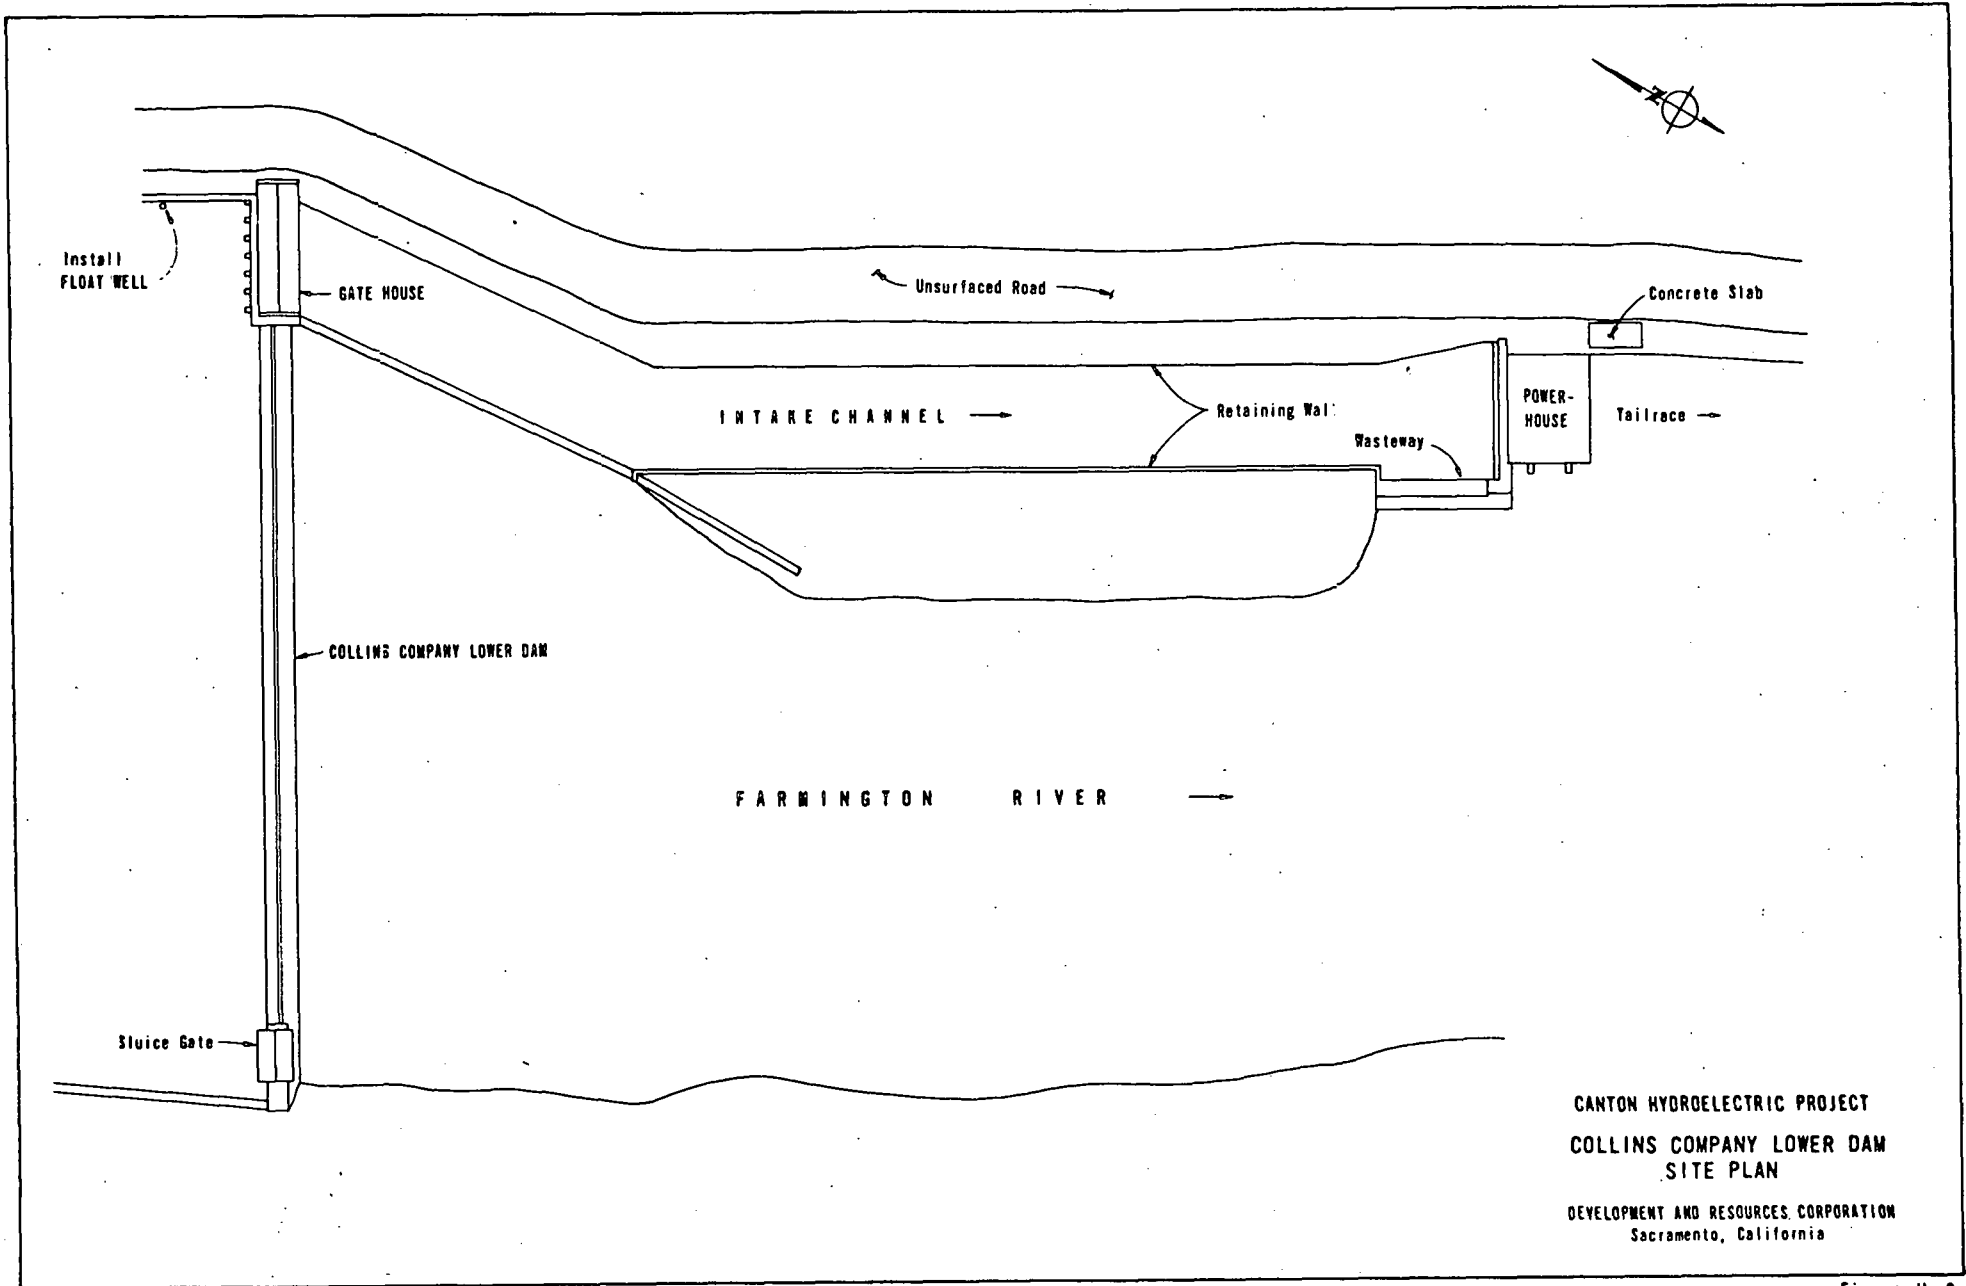 N
Install
FLOAT WELL
GATE HOUSE
Unsurfaced Road
Concrete Slab
INTAKE CHANNEL
Retaining Wal
POWER-
HOUSE
Tailrace
Wasteway
COLLINS COMPANY LOWER DAM
FARMINGTON RIVER
Sluice Gate
CANTON HYDROELECTRIC PROJECT
COLLINS COMPANY LOWER DAM
SITE PLAN
DEVELOPMENT AND RESOURCES CORPORATION
Sacramento, California